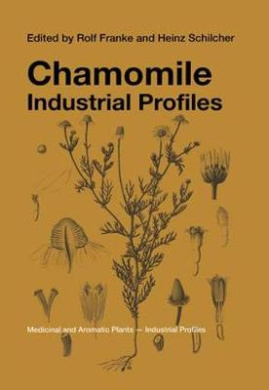 Edited by Rolf Franke and Heinz Schilcher
Chamomile
Industrial Profiles
Medicinal and Aromatic Plants — Industrial Profiles